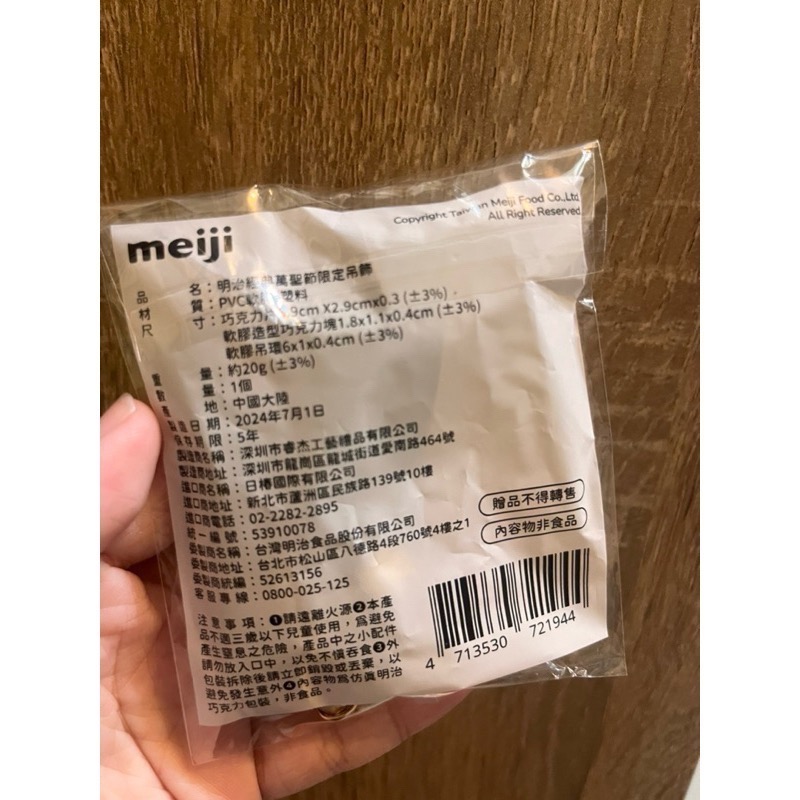 Copyright Taiwan Meiji Food Co.,Ltd
All Right Reserved.
meiji
品 名：明治經典萬聖節限定吊飾
材 質：PVC軟膠、塑料
尺 寸：巧克力片 .9cm X2.9cmx0.3 (±3%)
軟膠造型巧克力塊1.8x1.1x0.4cm (±3%)
軟膠吊環6x1x0.4cm (±3%)
重 量：約20g (±3%)
數 量：1個
產 地：中國大陸
製造日期：2024年7月1日
保存期限：5年
製造商名稱：深圳市睿杰工藝禮品有限公司
製造商地址：深圳市龍崗區龍城街道愛南路464號
進口商名稱：日椿國際有限公司
進口商地址：新北市蘆洲區民族路139號10樓
進口商電話：02-2282-2895
統一編號：53910078
委製商名稱：台灣明治食品股份有限公司
委製商地址：台北市松山區八德路4段760號4樓之1
委製商統編：52613156
客服專線：0800-025-125
贈品不得轉售
內容物非食品
注意事項：❶請遠離火源❷本產
品不適三歲以下兒童使用，為避免
產生窒息之危險，產品中之小配件
請勿放入口中，以免不慎吞食❸外
包裝拆除後請立即銷毀或丟棄，以
避免發生意外❹內容物為仿真明治
巧克力包裝，非食品。
4 713530 721944